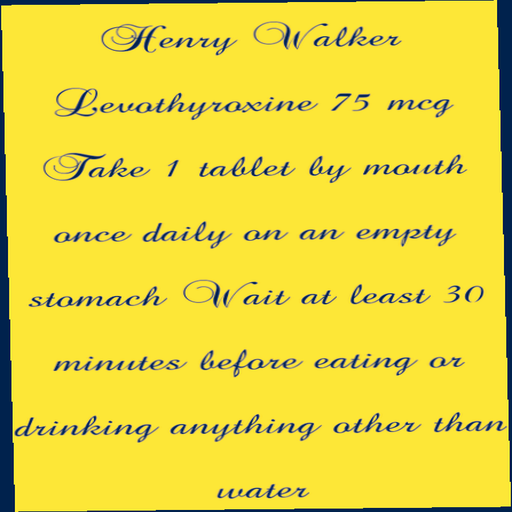 Henry Walker
Levothyroxine 75 mcg
Take 1 tablet by mouth
once daily on an empty
stomach Wait at least 30
minutes before eating or
drinking anything other than
water